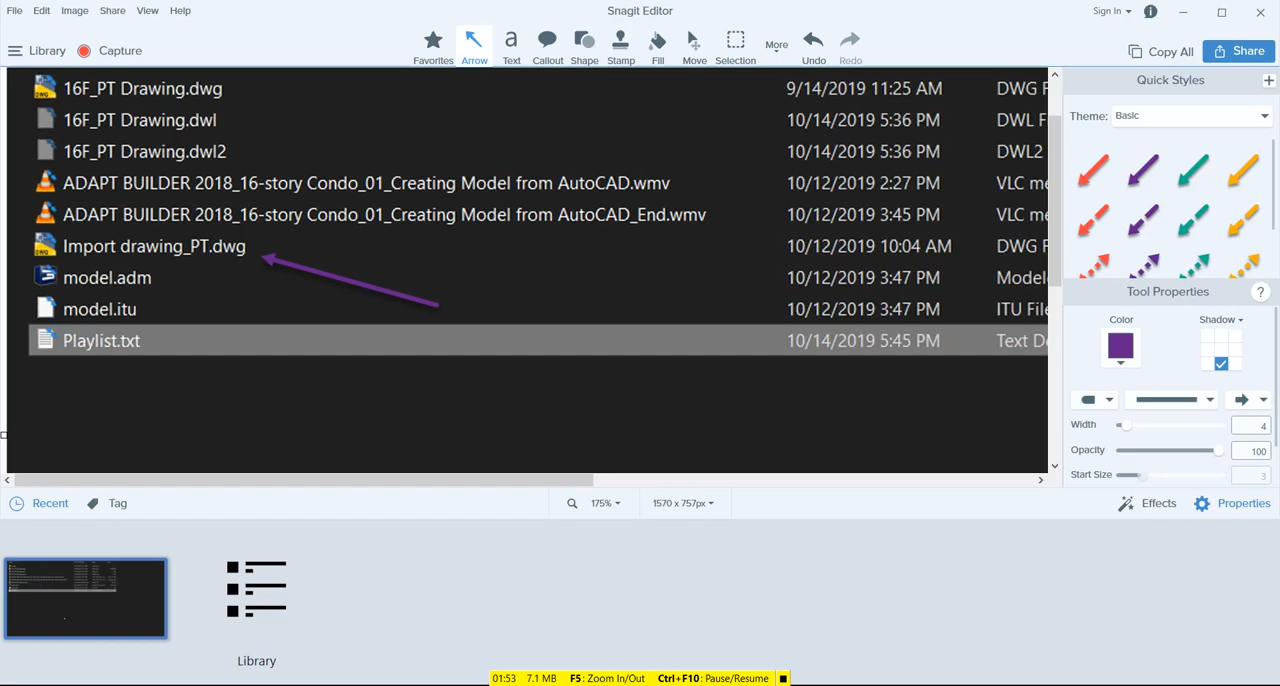 File Edit Image Share View Help Snagit Editor Sign In
Library Capture Favorites Arrow Text Callout Shape Stamp Fill Move Selection More Undo Redo Copy All Share
Quick Styles
Theme: Basic
16F_PT Drawing.dwg 9/14/2019 11:25 AM DWG F
16F_PT Drawing.dwl 10/14/2019 5:36 PM DWL F
16F_PT Drawing.dwl2 10/14/2019 5:36 PM DWL2
ADAPT BUILDER 2018_16-story Condo_01_Creating Model from AutoCAD.wmv 10/12/2019 2:27 PM VLC me
ADAPT BUILDER 2018_16-story Condo_01_Creating Model from AutoCAD_End.wmv 10/12/2019 3:45 PM VLC me
Import drawing_PT.dwg 10/12/2019 10:04 AM DWG F
model.adm 10/12/2019 3:47 PM Modele
model.itu 10/12/2019 3:47 PM ITU File
Playlist.txt 10/14/2019 5:45 PM Text De
Tool Properties ?
Color Shadow
Width 4
Opacity 100
Start Size 3
Recent Tag 175% 1570 x 757px Effects Properties
Library
01:53 7.1 MB F5: Zoom In/Out Ctrl+F10: Pause/Resume